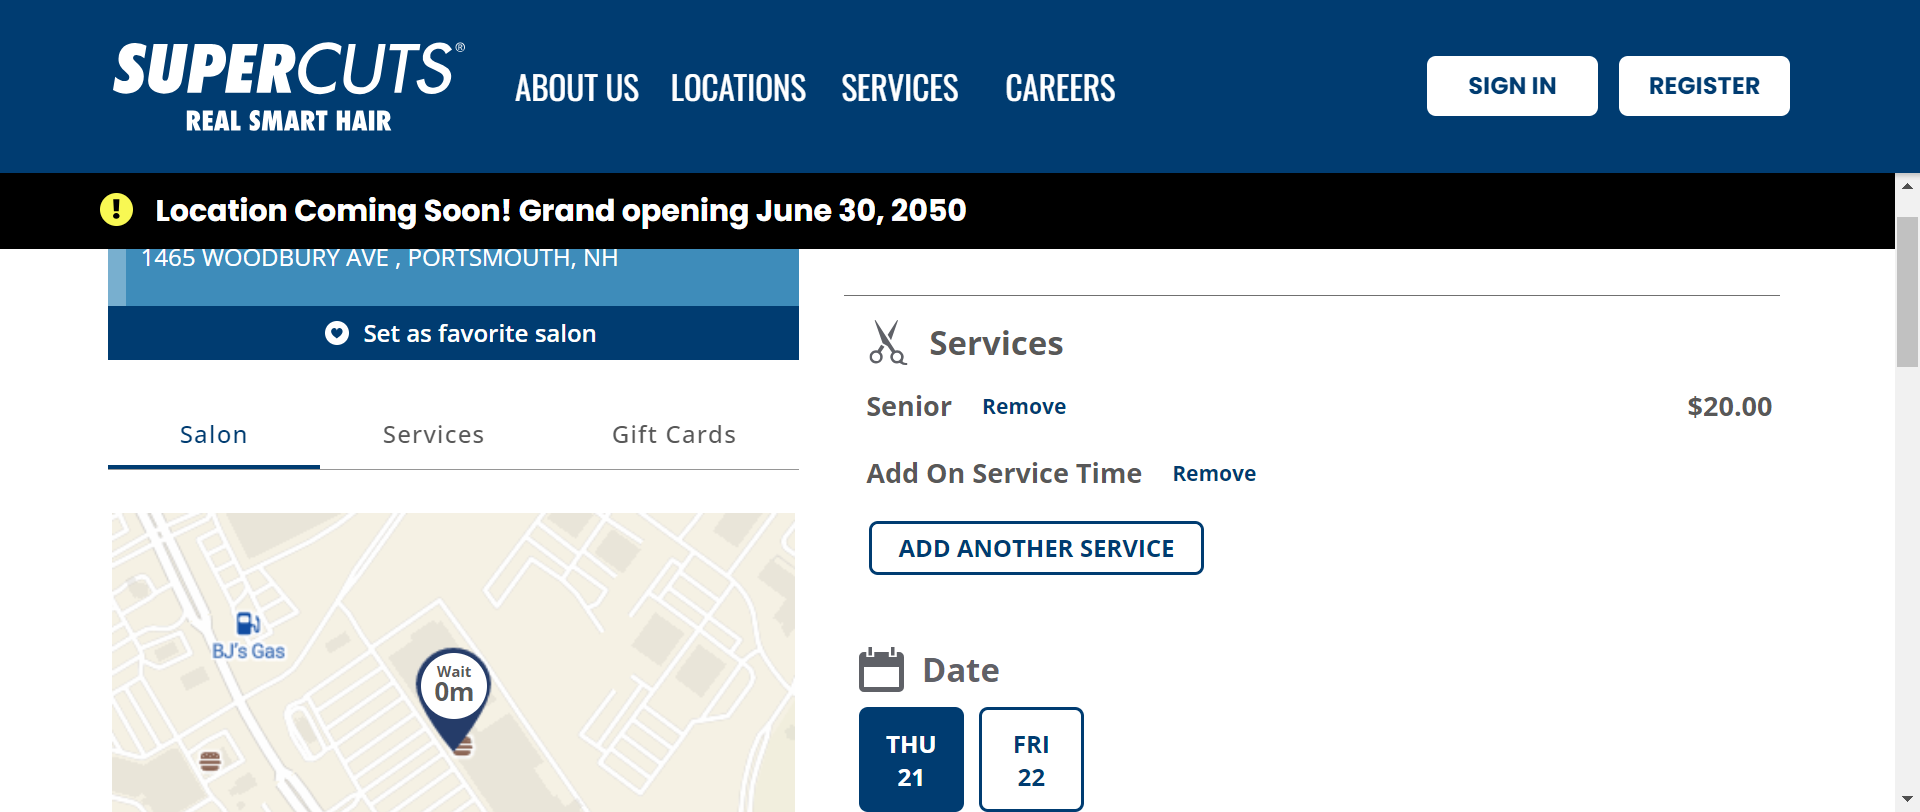 SUPERCUTS®
REAL SMART HAIR
ABOUT US
LOCATIONS
SERVICES
CAREERS
SIGN IN
REGISTER
Location Coming Soon! Grand opening June 30, 2050
1465 WOODBURY AVE , PORTSMOUTH, NH
Set as favorite salon
Salon
Services
Gift Cards
BJ's Gas
Wait
0m
Services
Senior
Remove
$20.00
Add On Service Time
Remove
ADD ANOTHER SERVICE
Date
THU
21
FRI
22